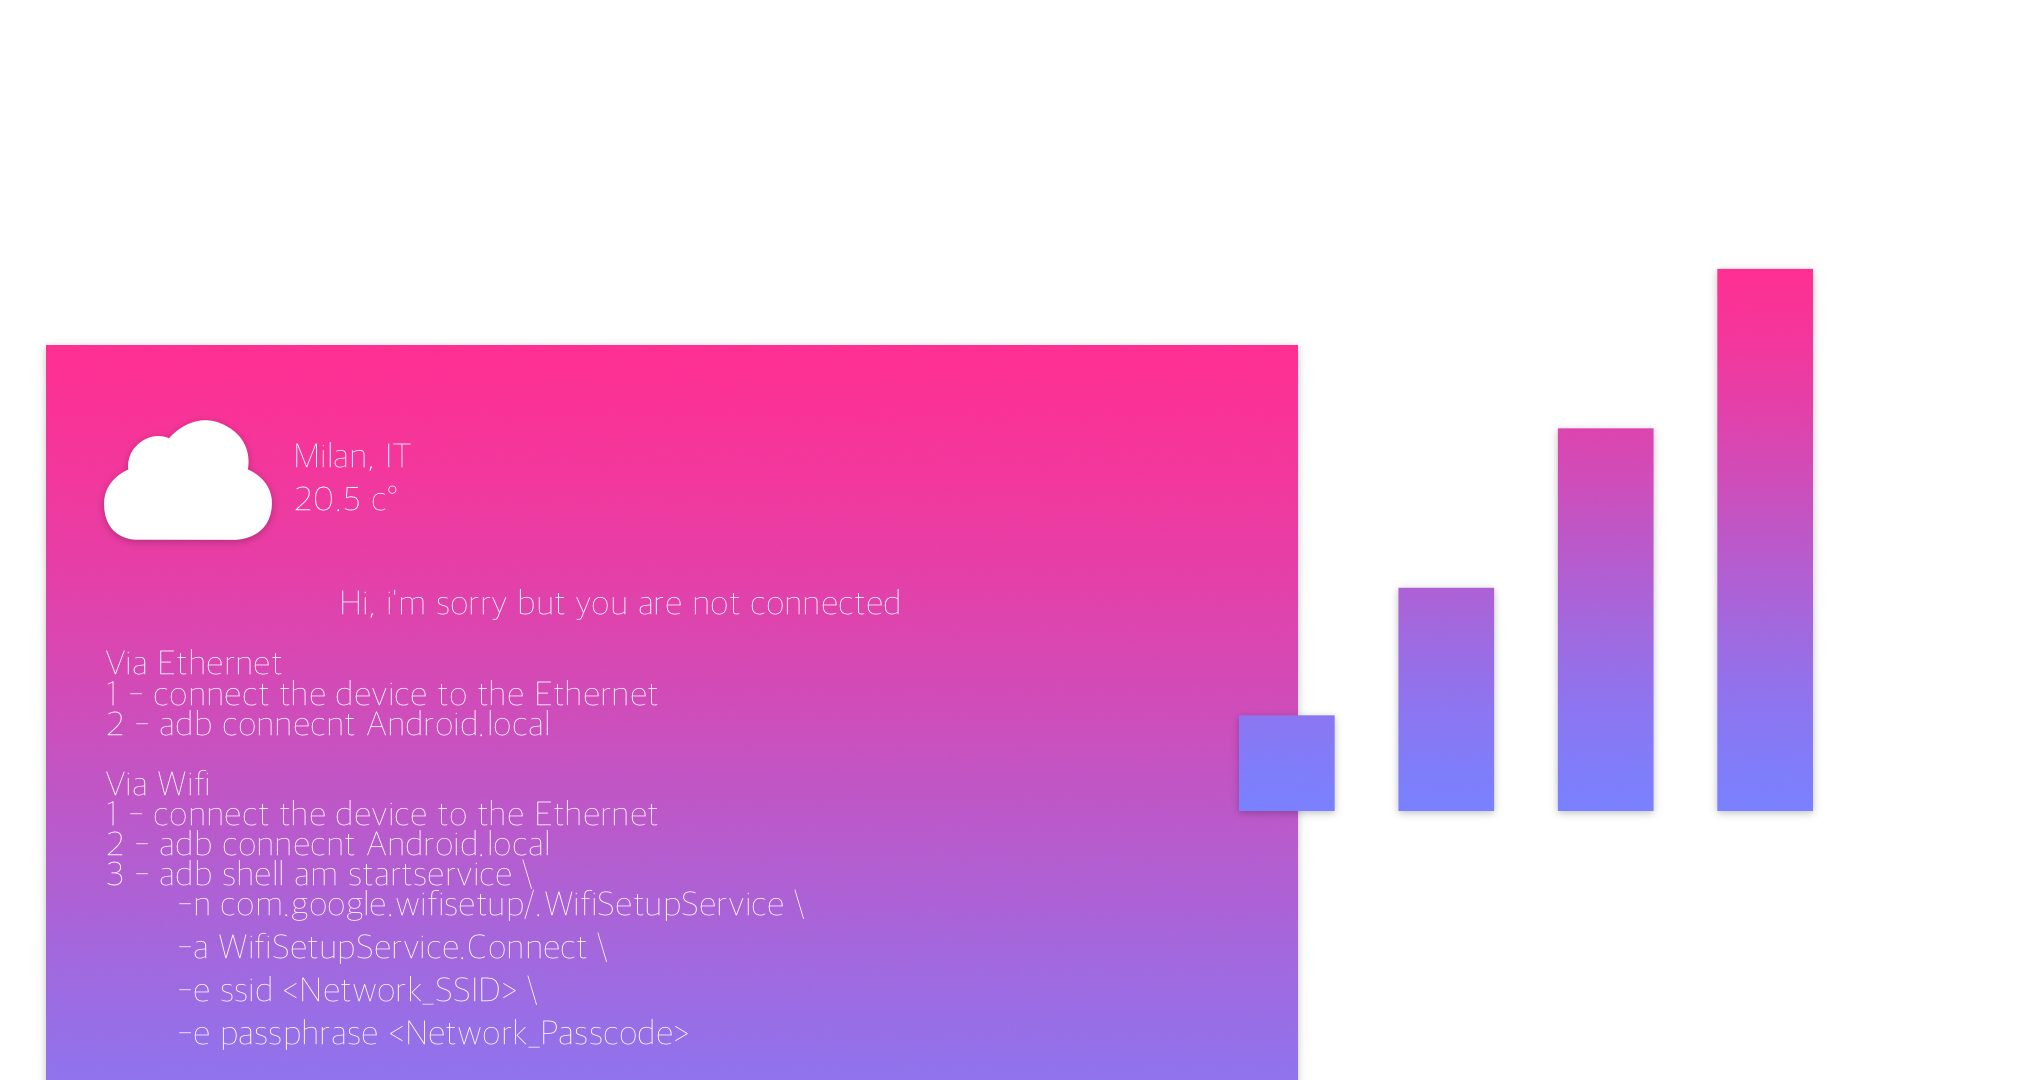 Milan, IT
20.5 c°
Hi, i'm sorry but you are not connected
Via Ethernet
1 - connect the device to the Ethernet
2 - adb connecnt Android.local
Via Wifi
1 - connect the device to the Ethernet
2 - adb connecnt Android.local
3 - adb shell am startservice \
-n com.google.wifisetup/.WifiSetupService \
-a WifiSetupService.Connect \
-e ssid <Network_SSID> \
-e passphrase <Network_Passcode>